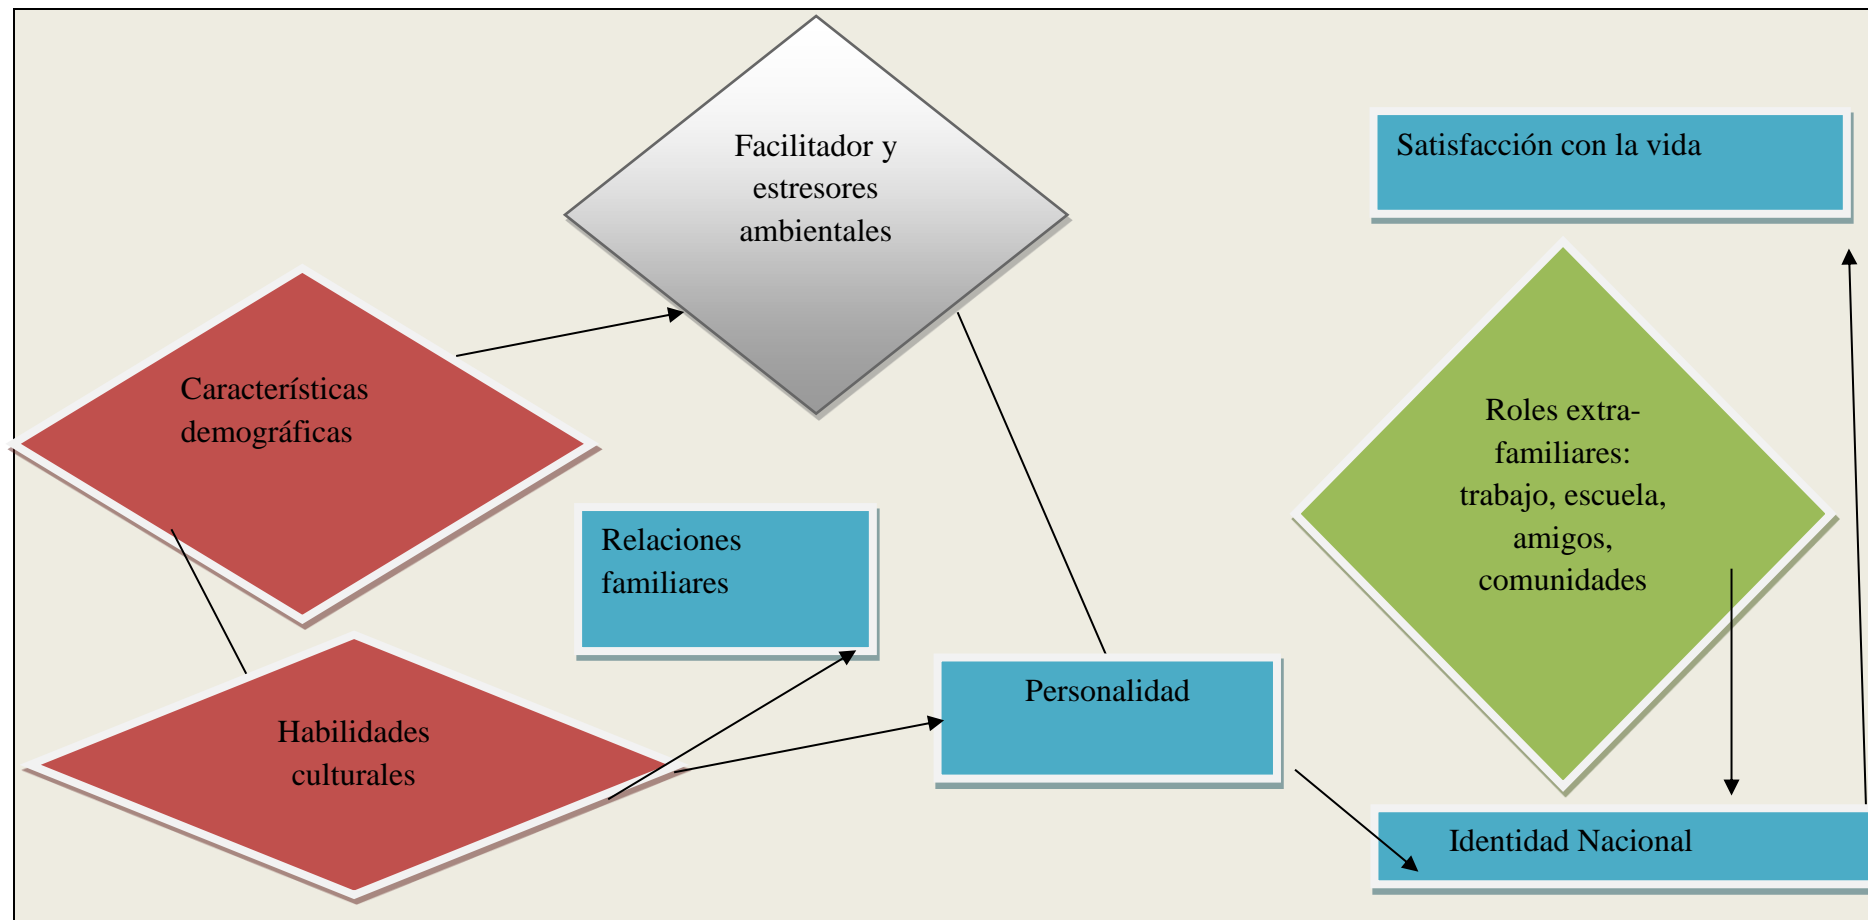 Facilitador y
estresores
ambientales
Satisfacción con la vida
Característicías
demográficas
Roles extra-
familiares:
trabajo, escuela,
amigos,
comunidades
Relaciones
familiares
Personalidad
Habilidades
culturales
Identidad Nacional